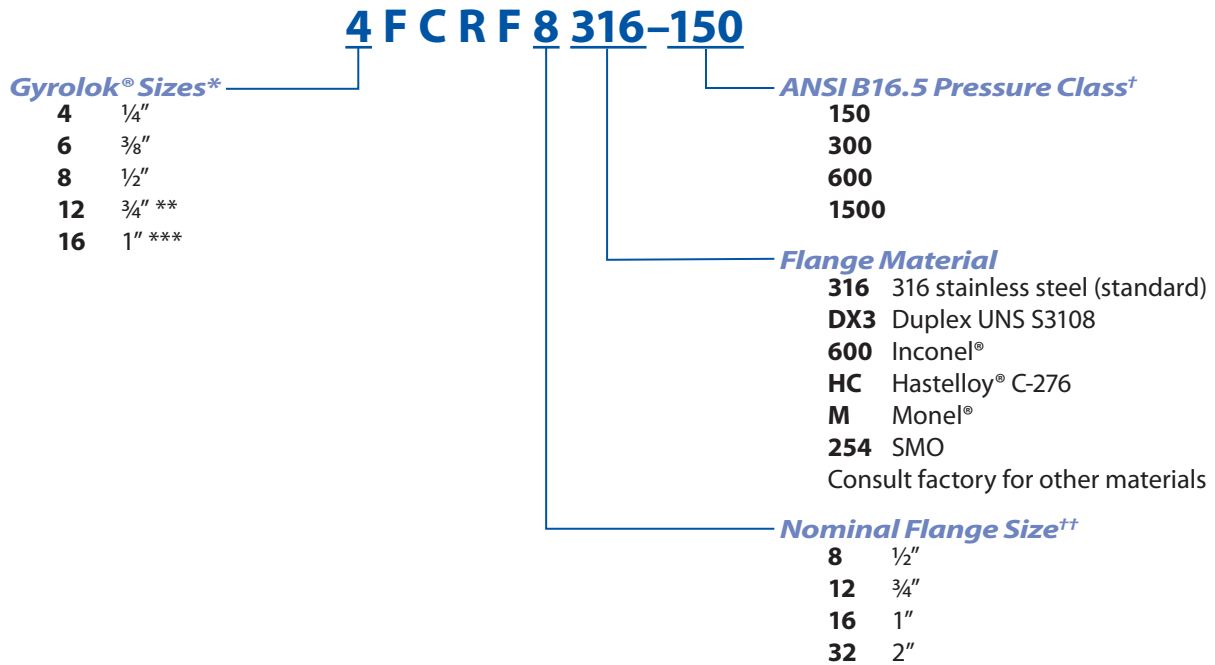 4 F C R F 8 316–150
Gyrolok® Sizes*
4 ¼”
6 ⅜”
8 ½”
12 ¾” **
16 1” ***
ANSI B16.5 Pressure Class†
150
300
600
1500
Flange Material
316 316 stainless steel (standard)
DX3 Duplex UNS S3108
600 Inconel®
HC Hastelloy® C-276
M Monel®
254 SMO
Consult factory for other materials
Nominal Flange Size††
8 ½”
12 ¾”
16 1”
32 2”